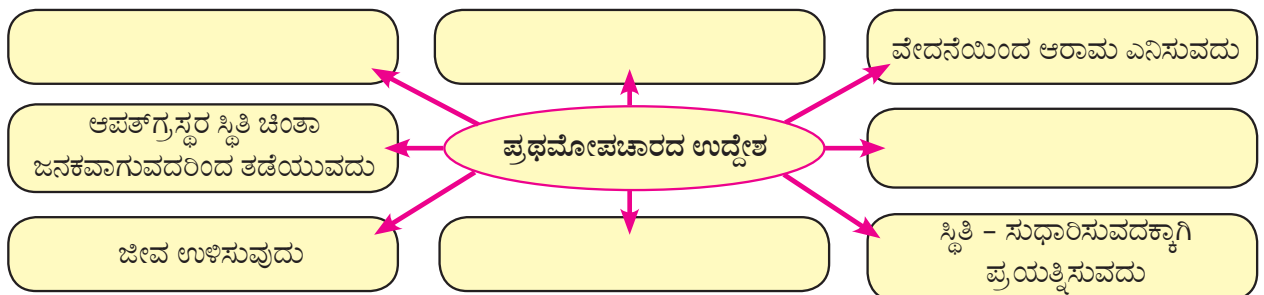 ವೇದನೆಯಿಂದ ಆರಾಮ ಎನಿಸುವದು
ಆಪತ್‌ಗ್ರಸ್ಥರ ಸ್ಥಿತಿ ಚಿಂತಾ
ಜನಕವಾಗುವದರಿಂದ ತಡೆಯುವದು
ಪ್ರಥಮೋಪಚಾರದ ಉದ್ದೇಶ
ಜೀವ ಉಳಿಸುವುದು
ಸ್ಥಿತಿ – ಸುಧಾರಿಸುವದಕ್ಕಾಗಿ
ಪ್ರಯತ್ನಿಸುವದು